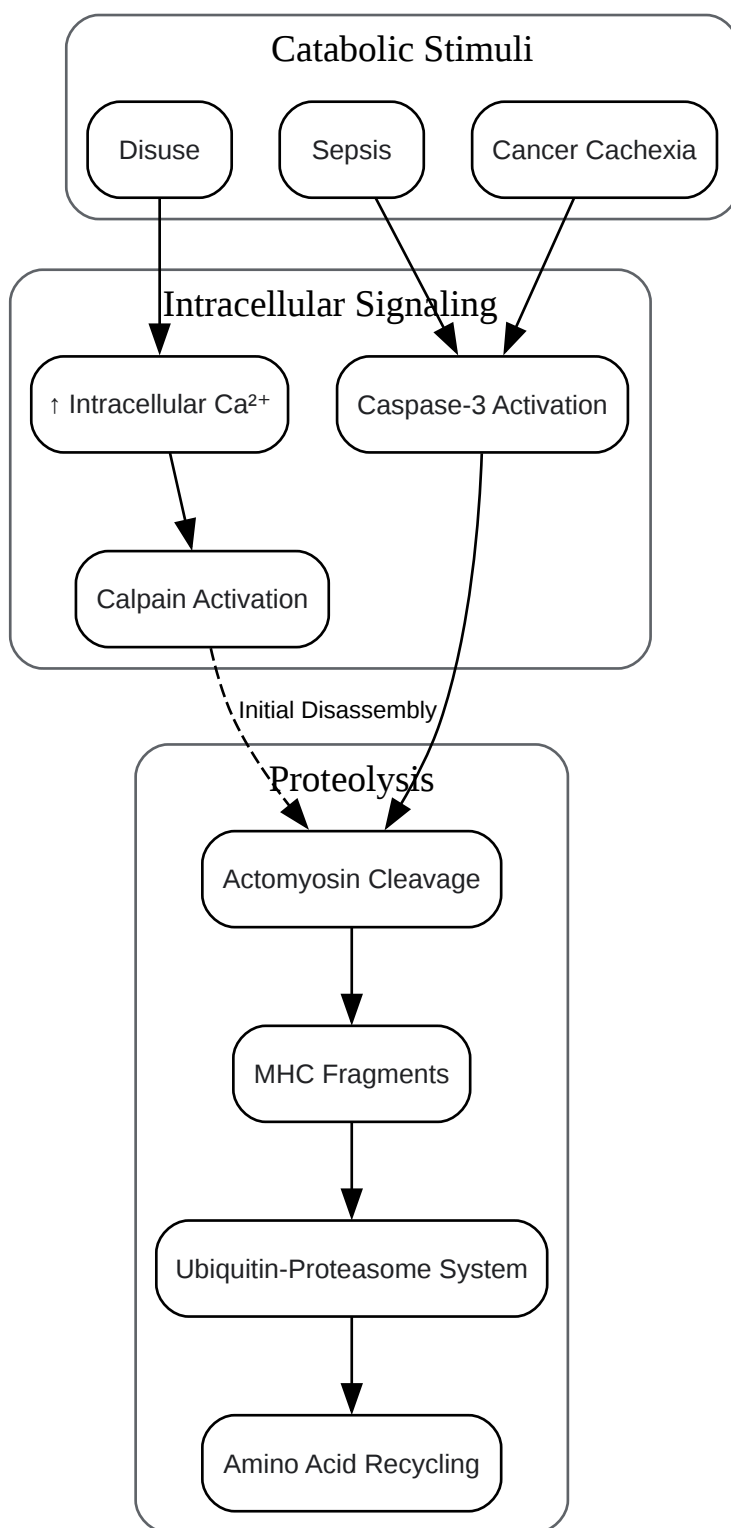 Catabolic Stimuli
Disuse
Sepsis
Cancer Cachexia
Intracellular Signaling
↑ Intracellular Ca²⁺
Caspase-3 Activation
Calpain Activation
Initial Disassembly
Proteolysis
Actomyosin Cleavage
MHC Fragments
Ubiquitin-Proteasome System
Amino Acid Recycling